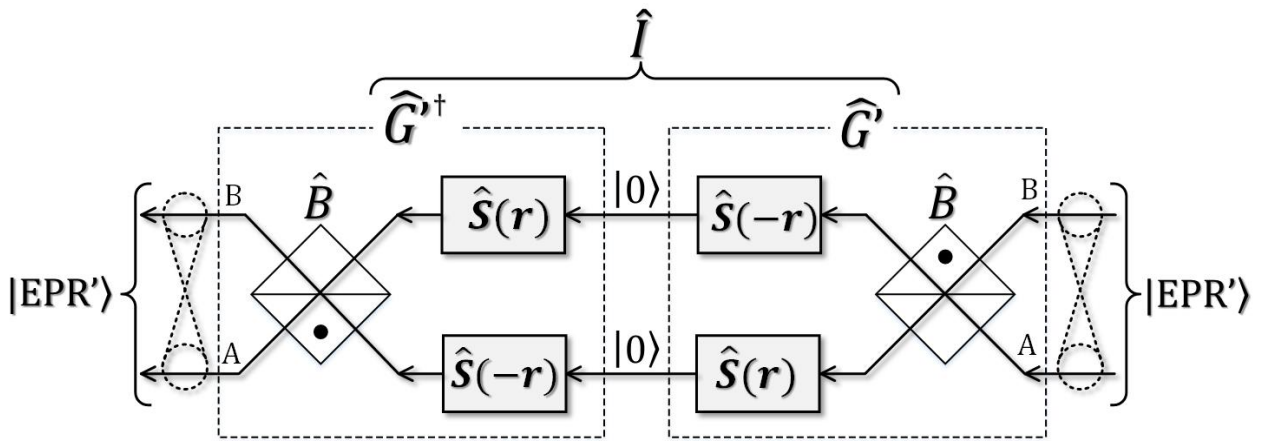 Î
Ĝ'† Ĝ'
B B̂ Ŝ(r) |0⟩ Ŝ(-r) B̂ B
|EPR'⟩ |EPR'⟩
A Ŝ(-r) |0⟩ Ŝ(r) A